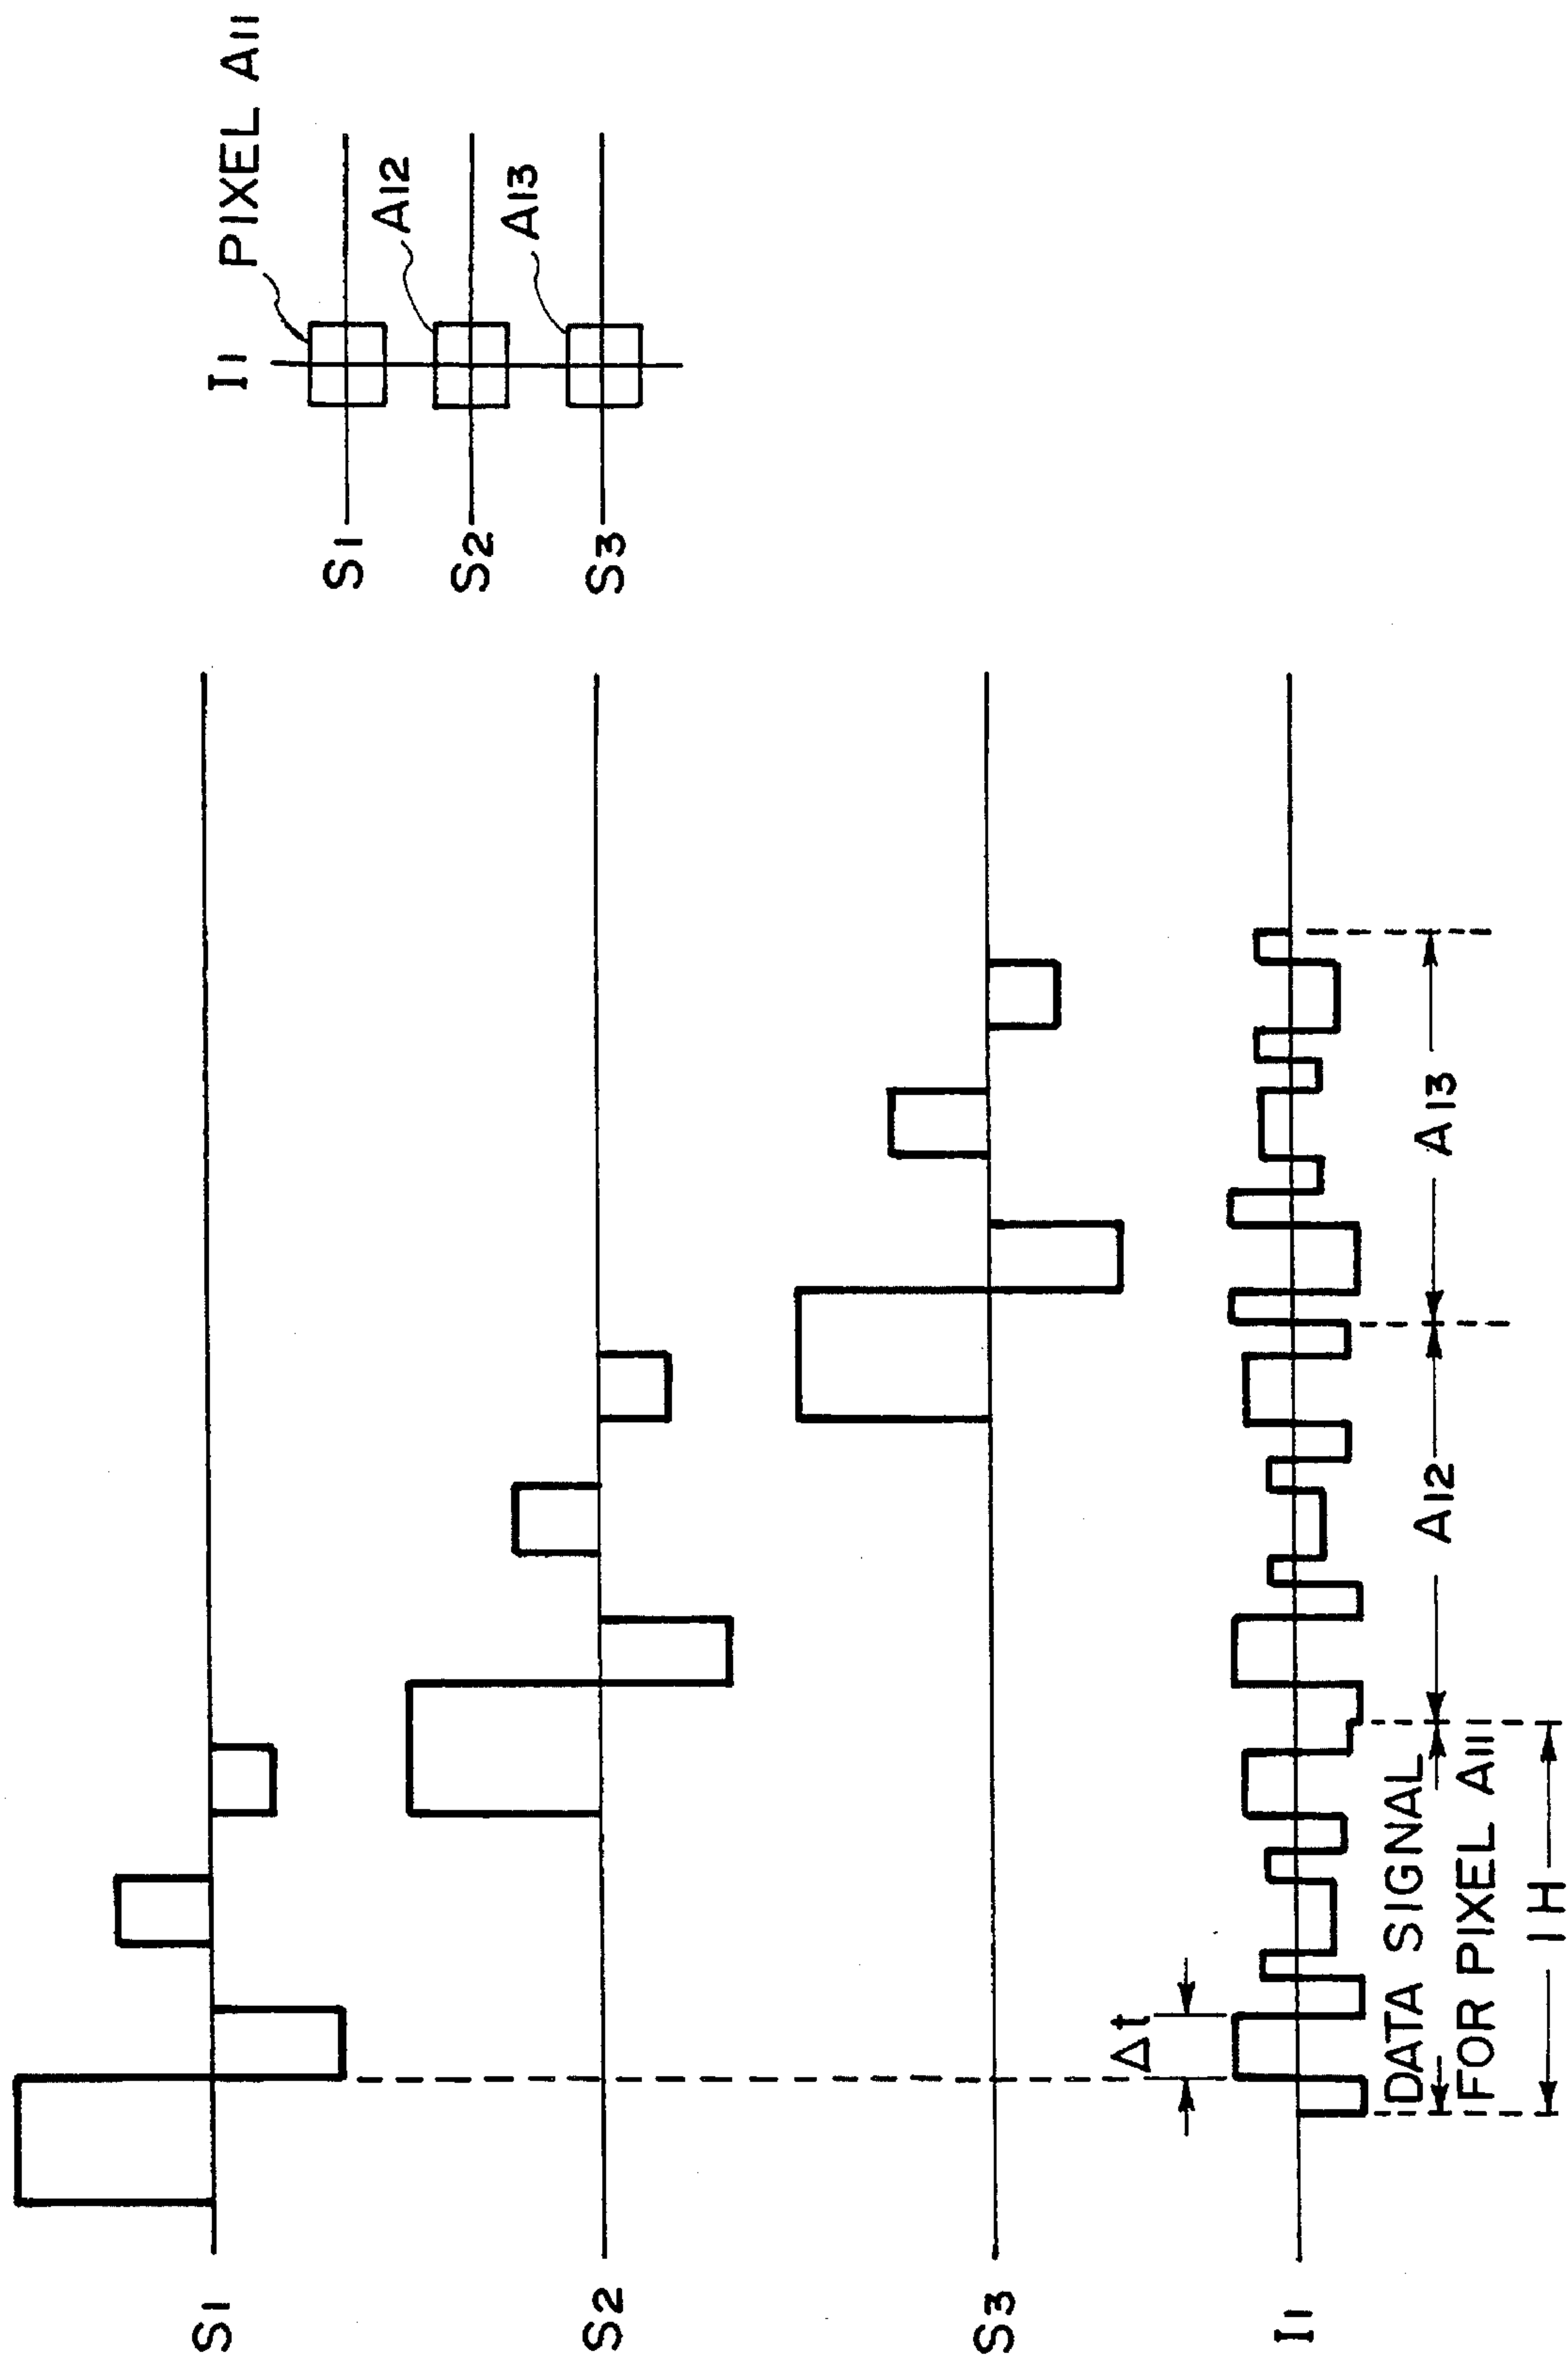 S1
S2
S3
I1
Δt
DATA SIGNAL
FOR PIXEL A11
1H
A12
A13
I1
PIXEL A11
A12
A13
S1
S2
S3